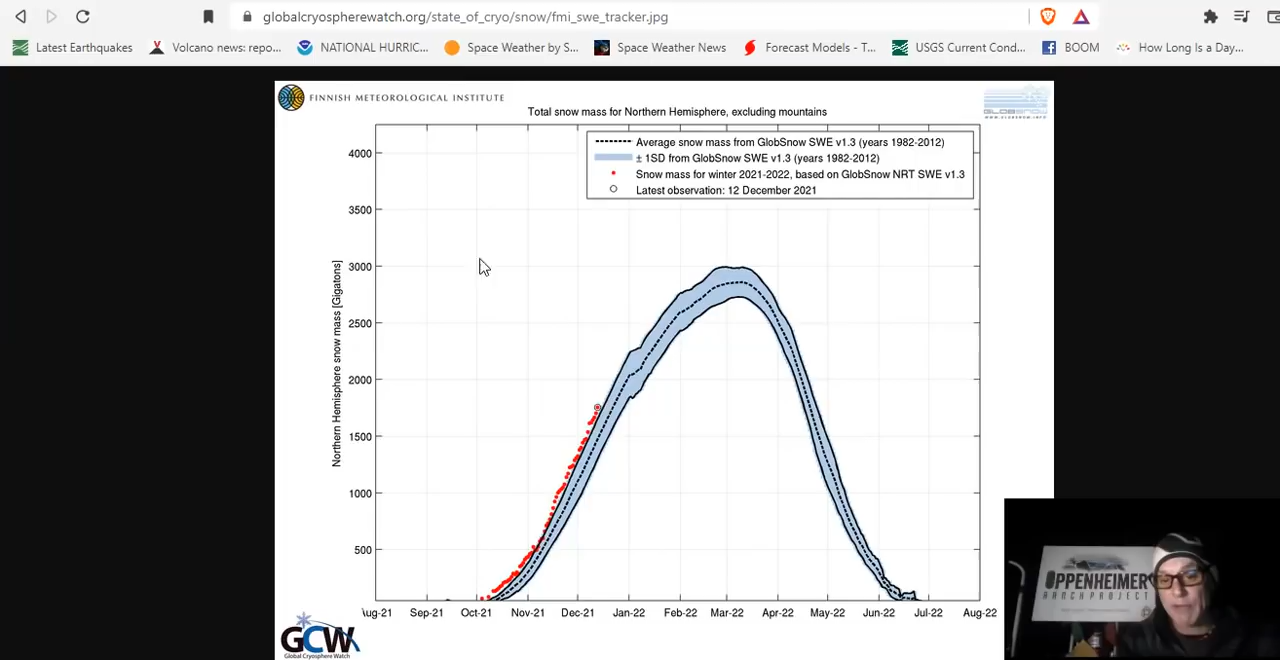 globalcryospherewatch.org/state_of_cryo/snow/fmi_swe_tracker.jpg
Latest Earthquakes
Volcano news: repo...
NATIONAL HURRIC...
Space Weather by S...
Space Weather News
Forecast Models - T...
USGS Current Cond...
BOOM
How Long Is a Day...
FINNISH METEOROLOGICAL INSTITUTE
Total snow mass for Northern Hemisphere, excluding mountains
GLOBSNOW
Average snow mass from GlobSnow SWE v1.3 (years 1982-2012)
± 1SD from GlobSnow SWE v1.3 (years 1982-2012)
Snow mass for winter 2021-2022, based on GlobSnow NRT SWE v1.3
Latest observation: 12 December 2021
Northern Hemisphere snow mass [Gigatons]
4000
3500
3000
2500
2000
1500
1000
500
Aug-21 Sep-21 Oct-21 Nov-21 Dec-21 Jan-22 Feb-22 Mar-22 Apr-22 May-22 Jun-22 Jul-22 Aug-22
GCW
Global Cryosphere Watch
OPPENHEIMER
RANCH PROJECT